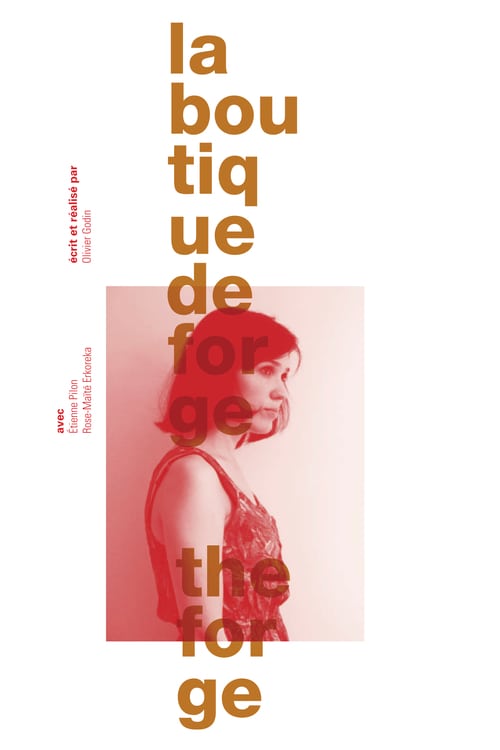 la
bou
tiq
ue
de
for
ge
the
for
ge
écrit et réalisé par
Olivier Godin
avec
Étienne Pilon
Rose-Maïté Erkoreka